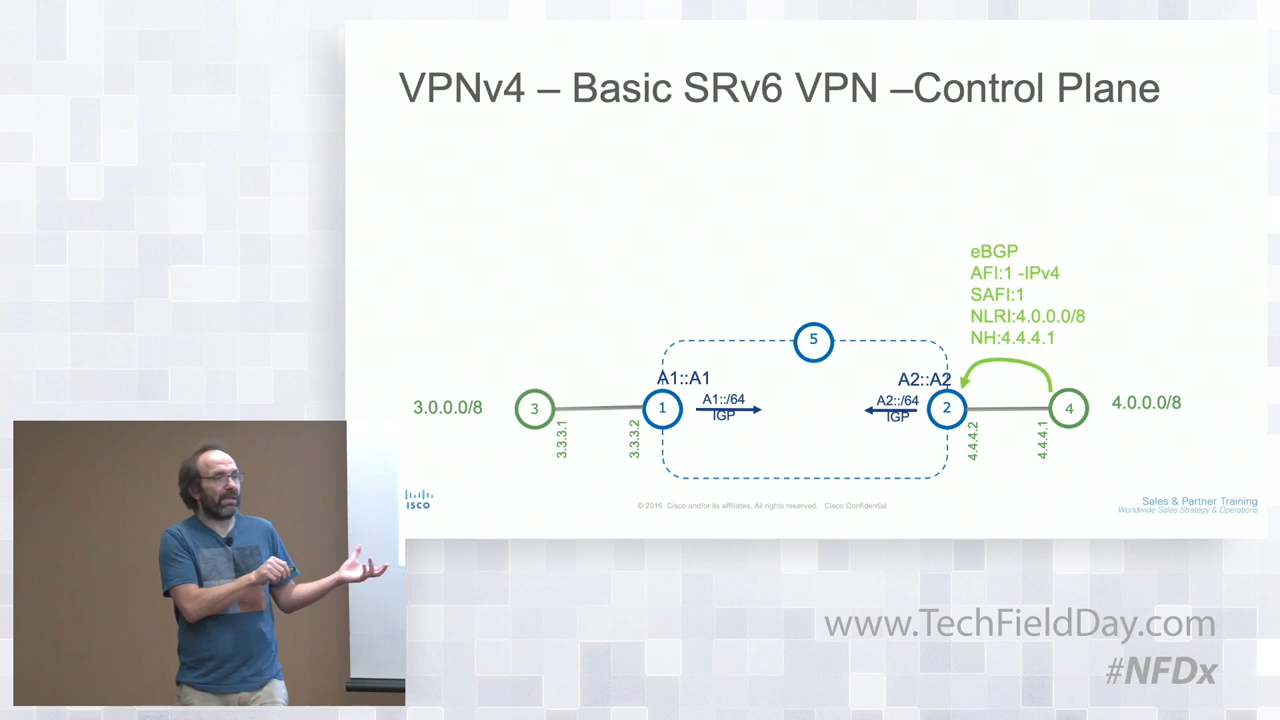 VPNv4 – Basic SRv6 VPN –Control Plane
eBGP
AFI:1 -IPv4
SAFI:1
NLRI:4.0.0.0/8
NH:4.4.4.1
5
A1::A1
A2::A2
3.0.0.0/8
3
1
A1::/64
IGP
A2::/64
IGP
2
4
4.0.0.0/8
3.3.3.1
3.3.3.2
4.4.4.2
4.4.4.1
ISCO
© 2016 Cisco and/or its affiliates. All rights reserved. Cisco Confidential
Sales & Partner Training
Worldwide Sales Strategy & Operations
www.TechFieldDay.com
#NFDx